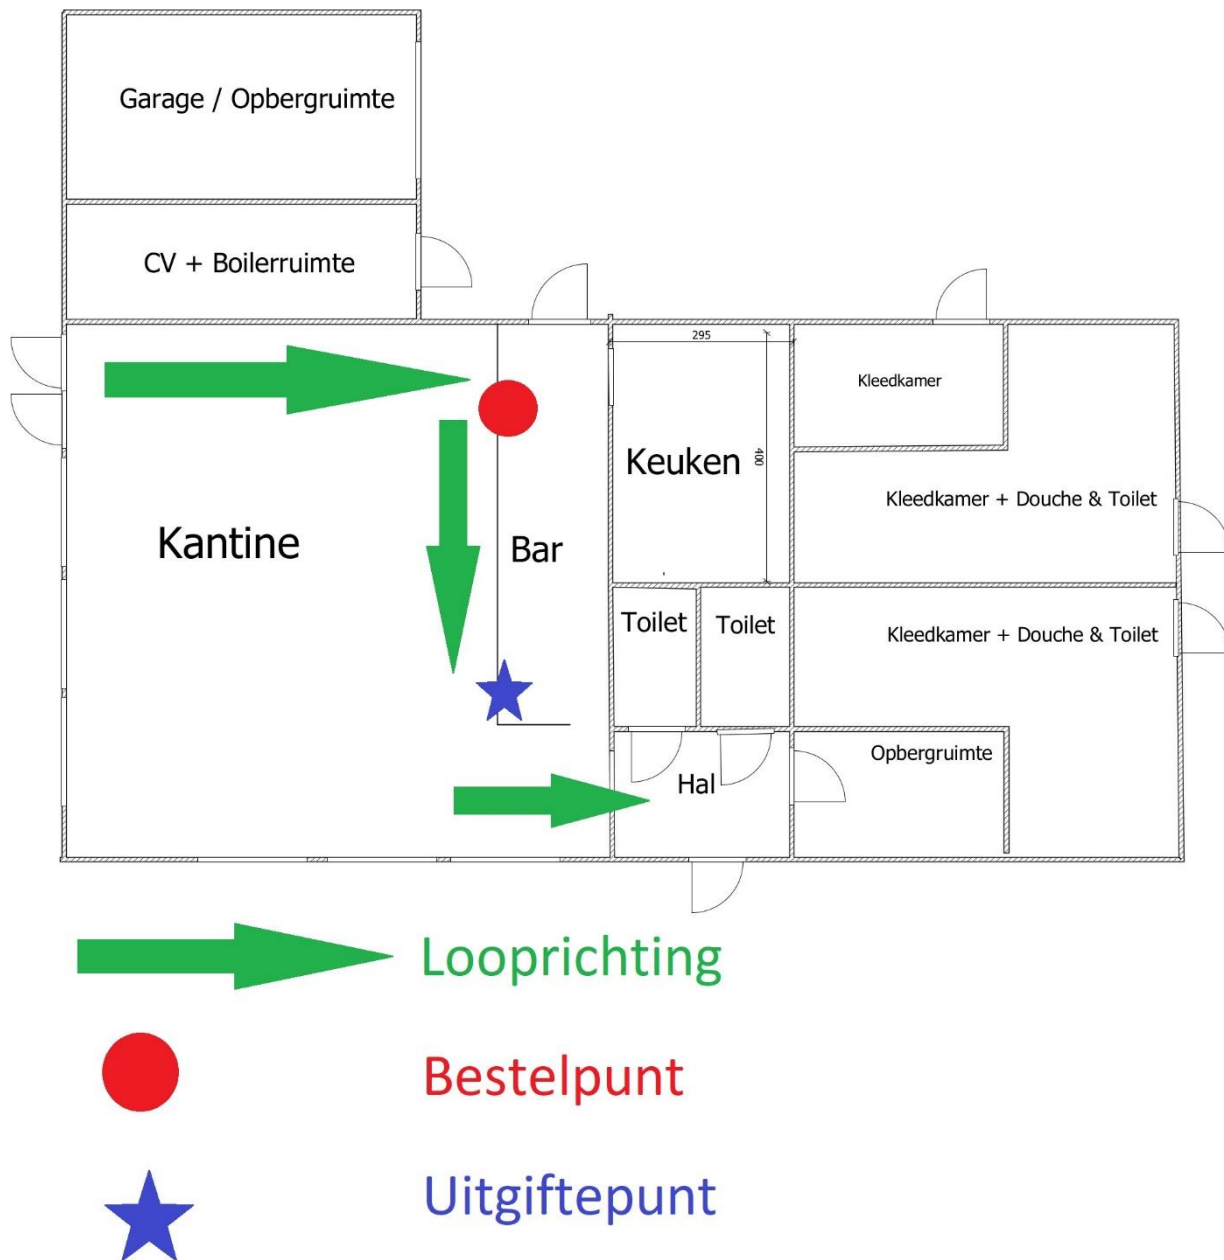 Garage / Opbergruimte
CV + Boilerruimte
295
Kleedkamer
Keuken
400
Kleedkamer + Douche & Toilet
Kantine
Bar
Toilet
Toilet
Kleedkamer + Douche & Toilet
Opbergruimte
Hal
Looprichting
Bestelpunt
Uitgiftepunt